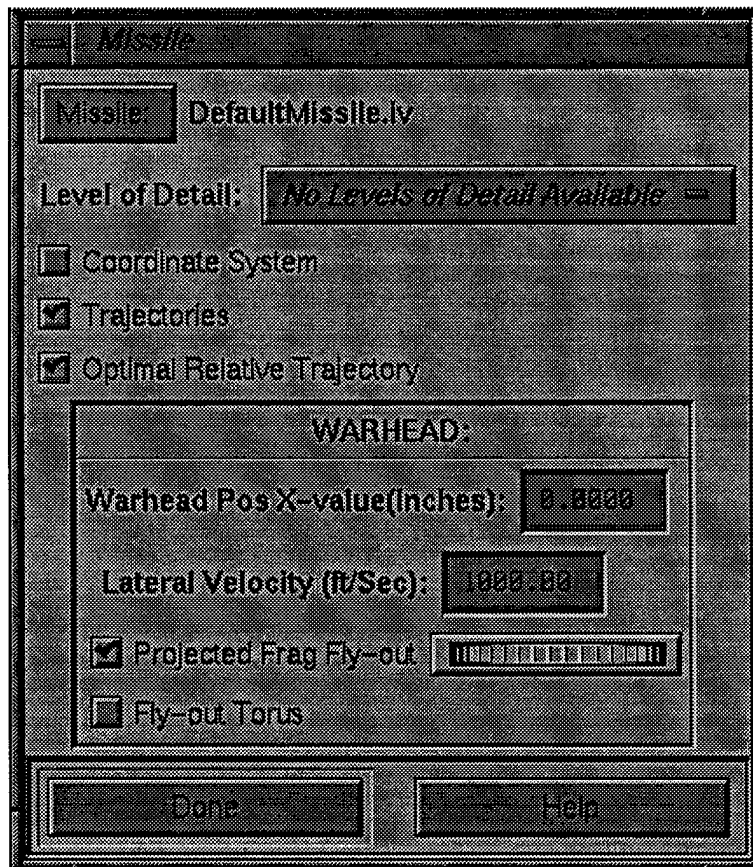 Missile
Missile: DefaultMissile.iv
Level of Detail: No Levels of Detail Available
Coordinate System
Trajectories
Optimal Relative Trajectory
WARHEAD:
Warhead Pos X-value(inches): 0.0000
Lateral Velocity (ft/Sec): 1000.00
Projected Frag Fly-out
Fly-out Torus
Done Help